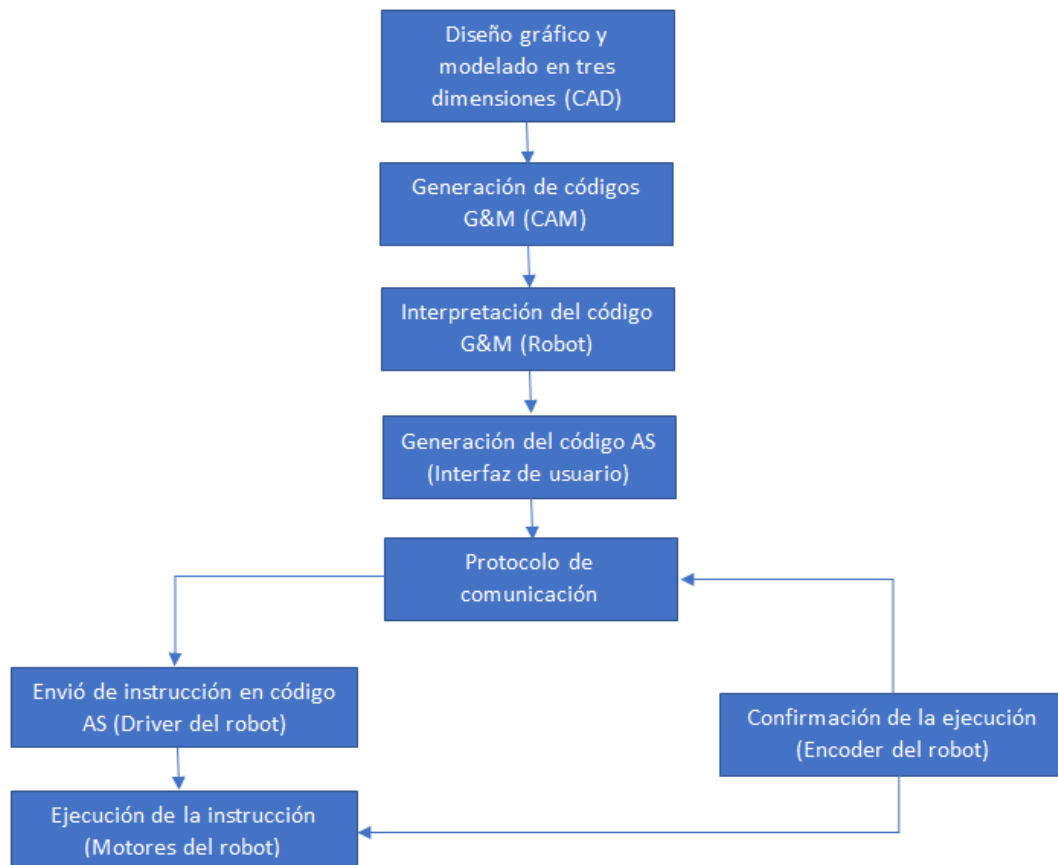 Diseño gráfico y
modelado en tres
dimensiones (CAD)
Generación de códigos
G&M (CAM)
Interpretación del código
G&M (Robot)
Generación del código AS
(Interfaz de usuario)
Protocolo de
comunicación
Envió de instrucción en código
AS (Driver del robot)
Confirmación de la ejecución
(Encoder del robot)
Ejecución de la instrucción
(Motores del robot)